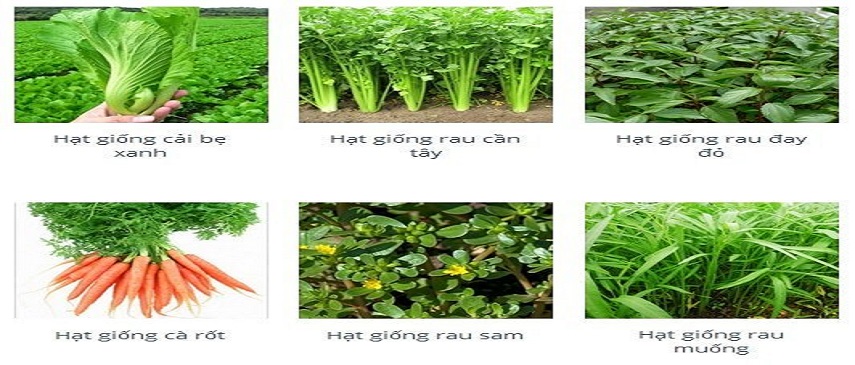 Hạt giống cải bẹ
xanh
Hạt giống rau cần
tây
Hạt giống rau đay
đỏ
Hạt giống cà rốt
Hạt giống rau sam
Hạt giống rau
muống